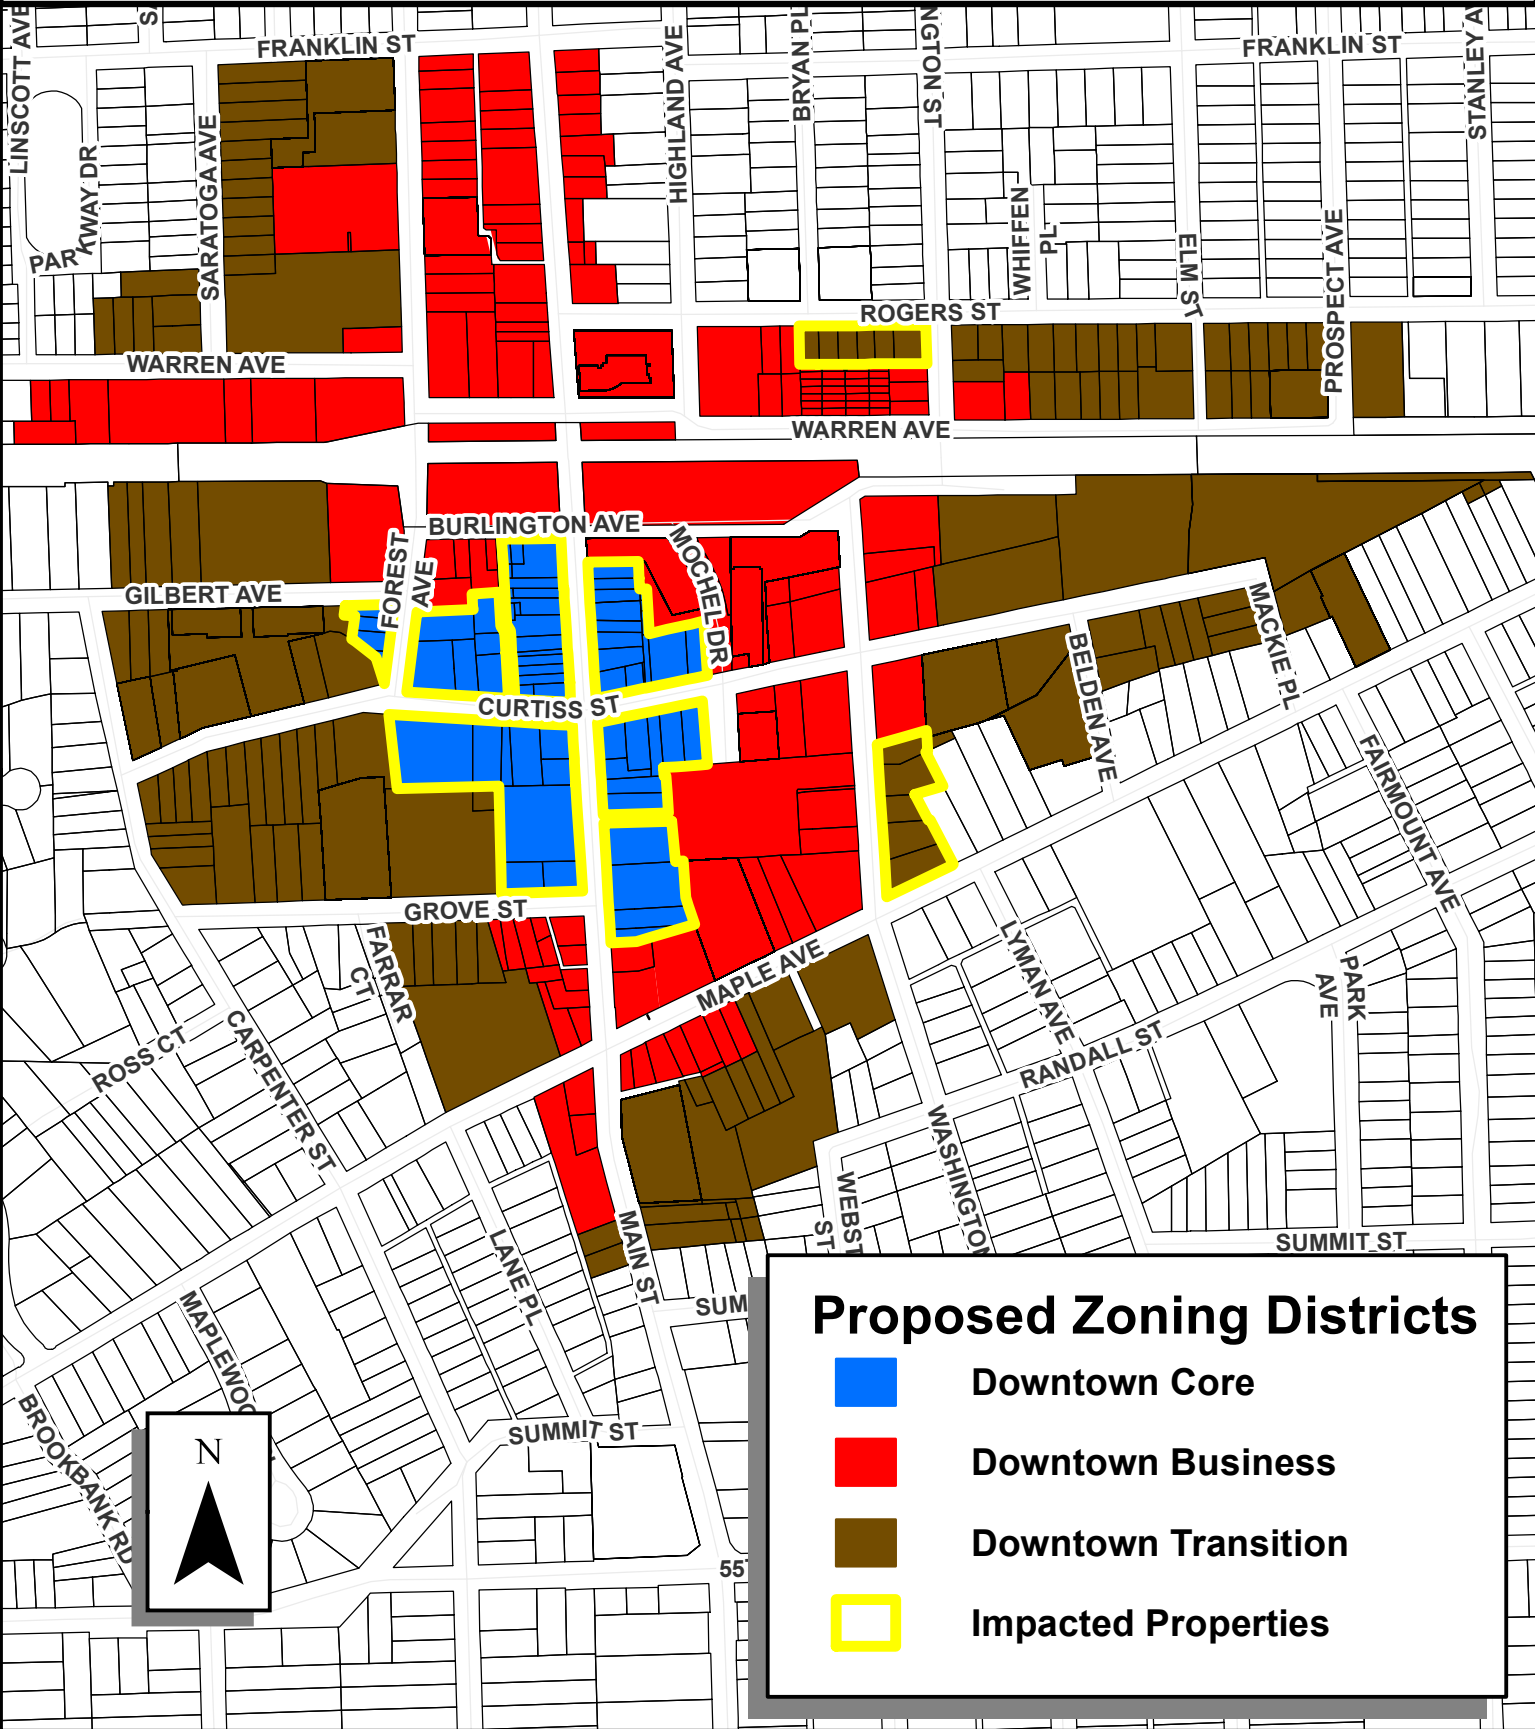 LINSCOTT AVE
FRANKLIN ST
HIGHLAND AVE
BRYAN PL
NGTON ST
FRANKLIN ST
STANLEY A
PARKWAY DR
SARATOGA AVE
WHIFFEN
PL
ELM ST
PROSPECT AVE
ROGERS ST
WARREN AVE
WARREN AVE
BURLINGTON AVE
MOCHEL DR
FOREST
AVE
GILBERT AVE
MACKIE PL
BELDEN AVE
CURTISS ST
FAIRMOUNT AVE
GROVE ST
FARRAR
CT
MAPLE AVE
LYMAN AVE
PARK
AVE
ROSS CT
CARPENTER ST
RANDALL ST
WASHINGTON
WEBST
ST
MAIN ST
LANE PL
SUMMIT ST
SUM
MAPLEWOO
BROOKBANK RD
SUMMIT ST
55
N
Proposed Zoning Districts
Downtown Core
Downtown Business
Downtown Transition
Impacted Properties